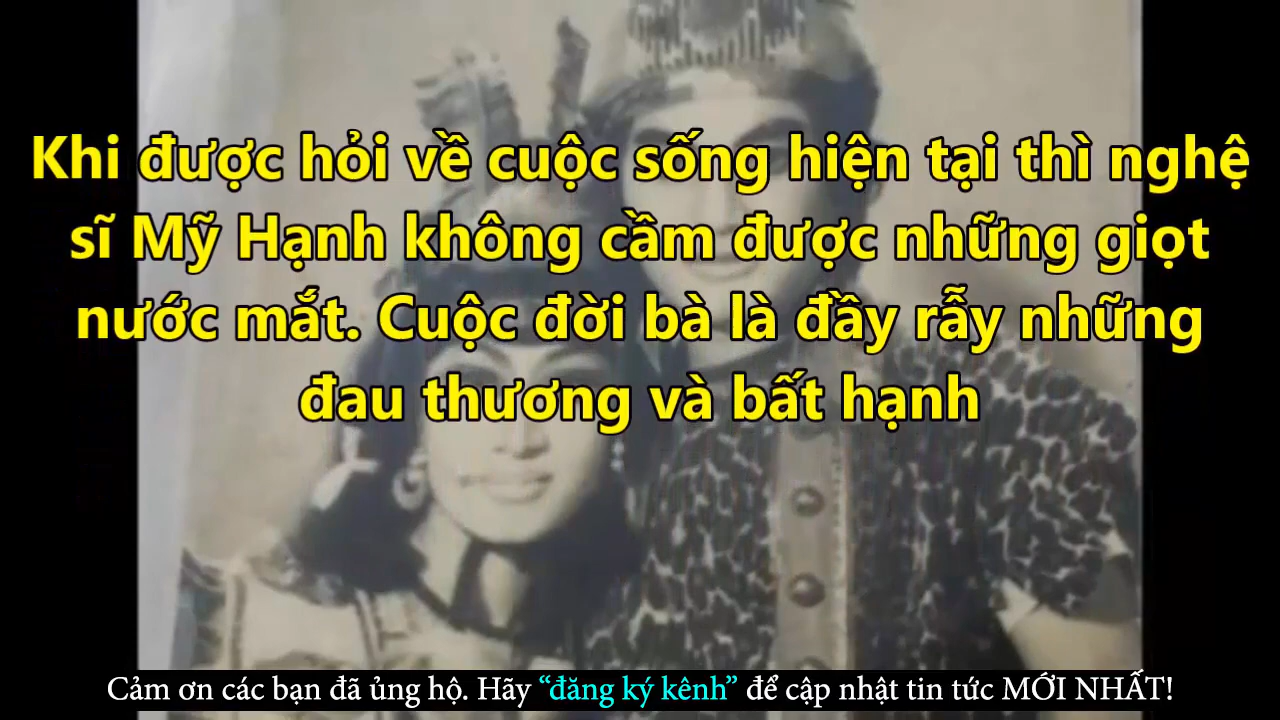 Khi được hỏi về cuộc sống hiện tại thì nghệ
sĩ Mỹ Hạnh không cầm được những giọt
nước mắt. Cuộc đời bà là đầy rẫy những
đau thương và bất hạnh
Cảm ơn các bạn đã ủng hộ. Hãy “đăng ký kênh” để cập nhật tin tức MỚI NHẤT!